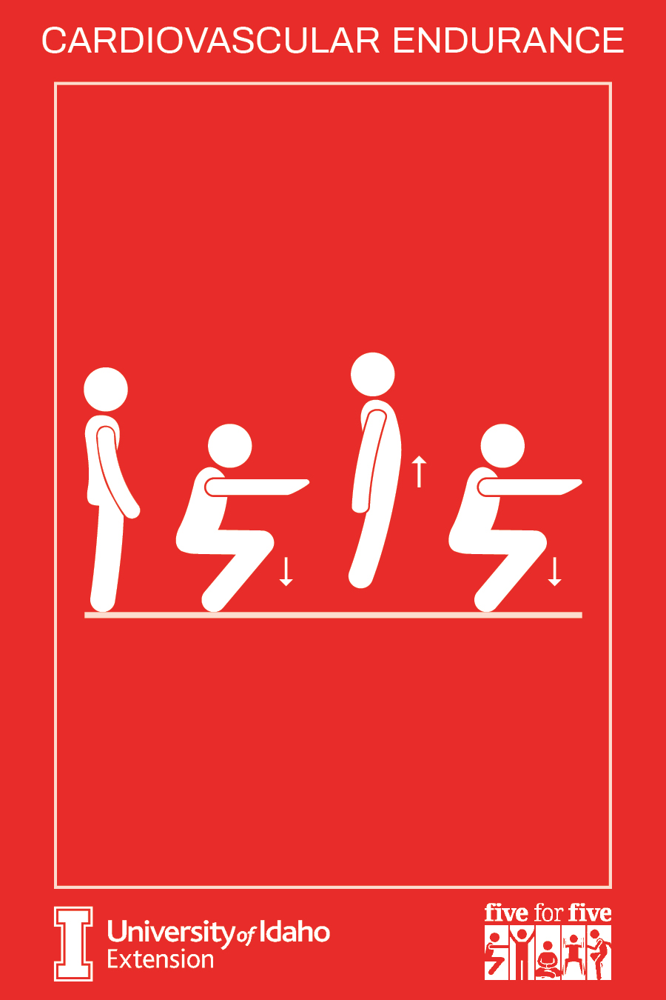 CARDIOVASCULAR ENDURANCE
I
University of Idaho
Extension
five for five